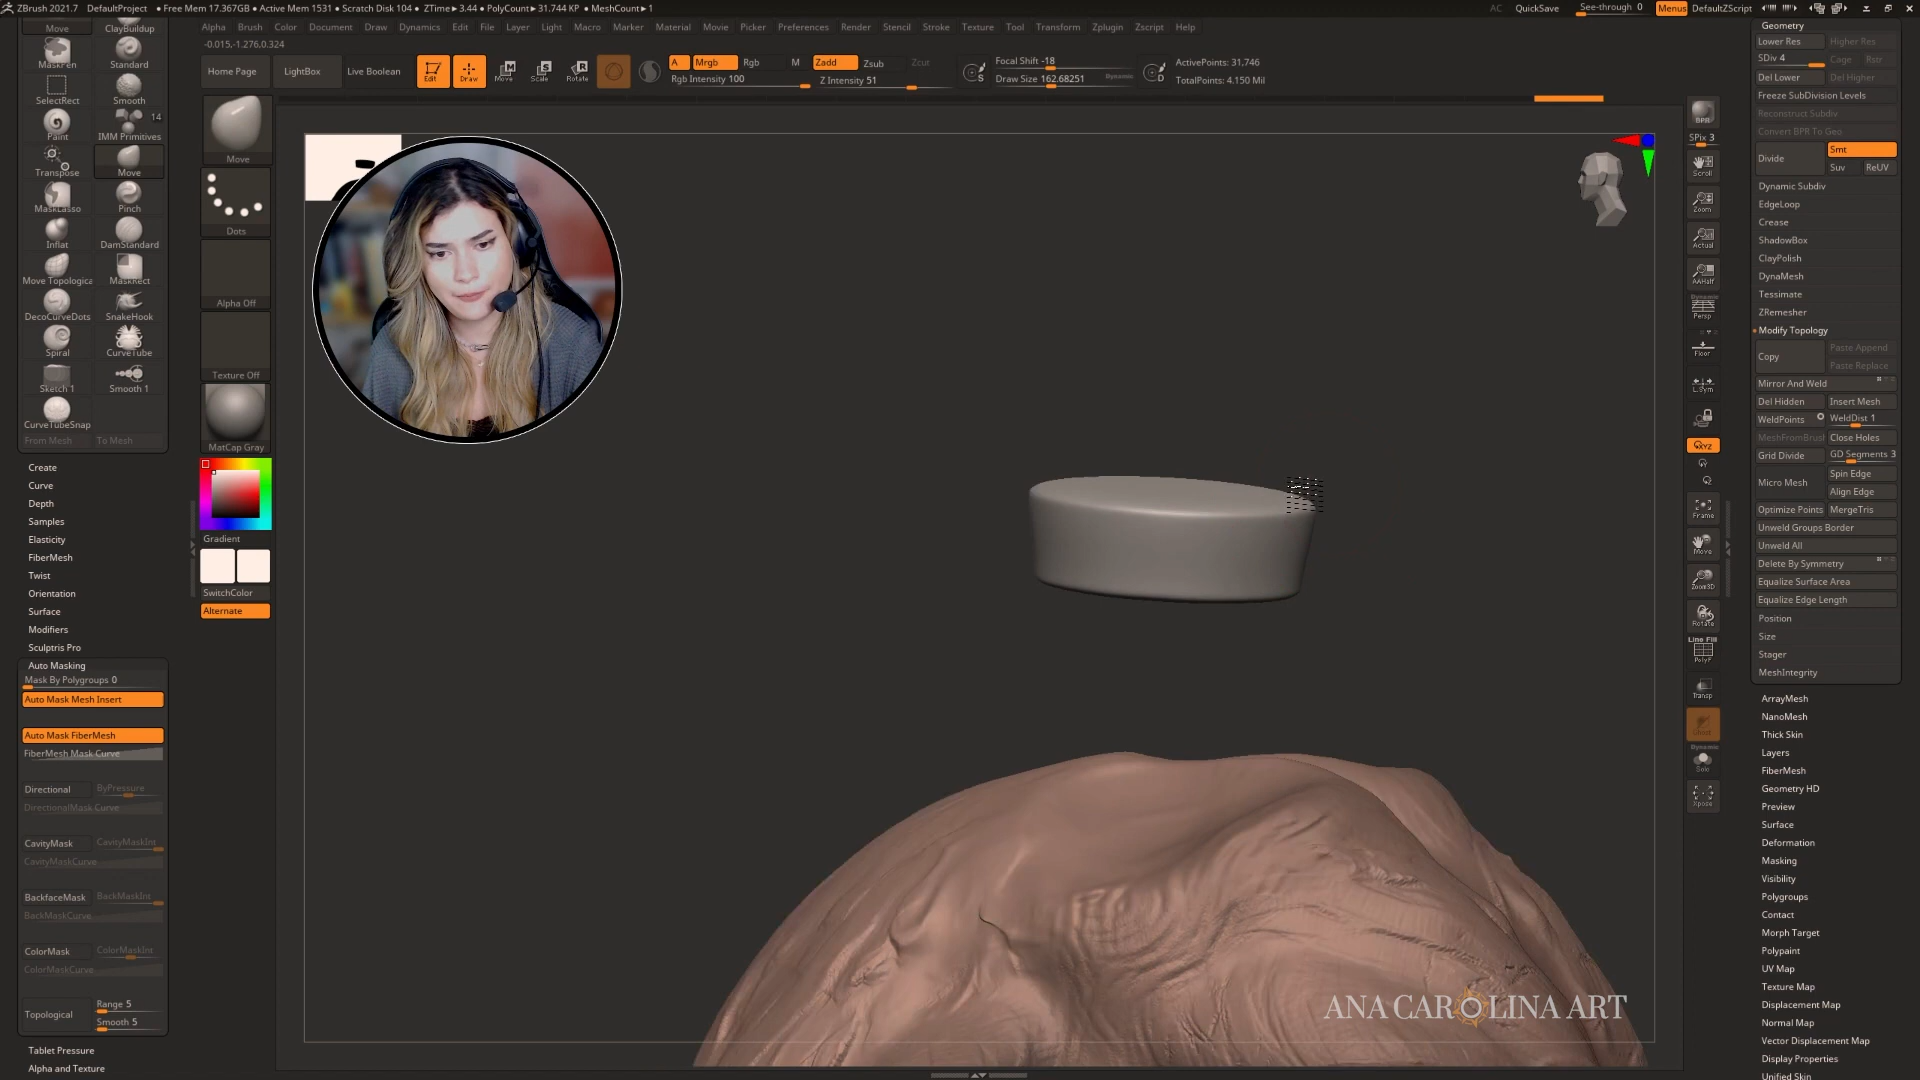 ZBrush 2021.7 DefaultProject • Free Mem 17.367GB • Active Mem 1531 • Scratch Disk 104 • ZTime►3.44 • PolyCount►31.744 KP • MeshCount►1
AC QuickSave See-through 0 Menus DefaultZScript
Alpha Brush Color Document Draw Dynamics Edit File Layer Light Macro Marker Material Movie Picker Preferences Render Stencil Stroke Texture Tool Transform Zplugin Zscript Help
-0.015,-1.276,0.324
Home Page LightBox Live Boolean
Edit Draw Move Scale Rotate
A Mrgb Rgb M Zadd Zsub Zcut
Rgb Intensity 100 Z Intensity 51
Focal Shift -18
Draw Size 162.68251 Dynamic
ActivePoints: 31,746
TotalPoints: 4.150 Mil
Move ClayBuildup
MaskPen Standard
SelectRect Smooth
14
Paint IMM Primitives
Transpose Move
MaskLasso Pinch
Inflat DamStandard
Move Topologica MaskRect
DecoCurveDots SnakeHook
Spiral CurveTube
Sketch 1 Smooth 1
CurveTubeSnap
From Mesh To Mesh
Create
Curve
Depth
Samples
Elasticity
FiberMesh
Twist
Orientation
Surface
Modifiers
Sculptris Pro
Auto Masking
Mask By Polygroups 0
Auto Mask Mesh Insert
Auto Mask FiberMesh
FiberMesh Mask Curve
Directional ByPressure
DirectionalMask Curve
CavityMask CavityMaskInt
CavityMaskCurve
BackfaceMask BackMaskInt
BackMaskCurve
ColorMask ColorMaskInt
ColorMaskCurve
Topological Range 5
Smooth 5
Tablet Pressure
Alpha and Texture
Move
Dots
Alpha Off
Texture Off
MatCap Gray
Gradient
SwitchColor
Alternate
ANA CAROLINA ART
BPR
SPix 3
Scroll
Zoom
Actual
AAHalf
Dynamic
Persp
Floor
L.Sym
XYZ
Frame
Move
Zoom3D
Rotate
Line Fill
PolyF
Transp
Ghost
Dynamic
Solo
Xpose
Geometry
Lower Res Higher Res
SDiv 4 Cage Rstr
Del Lower Del Higher
Freeze SubDivision Levels
Reconstruct Subdiv
Convert BPR To Geo
Divide Smt
Suv ReUV
Dynamic Subdiv
EdgeLoop
Crease
ShadowBox
ClayPolish
DynaMesh
Tessimate
ZRemesher
Modify Topology
Copy Paste Append
Paste Replace
Mirror And Weld
Del Hidden Insert Mesh
WeldPoints WeldDist 1
MeshFromBrush Close Holes
Grid Divide GD Segments 3
Micro Mesh Spin Edge
Align Edge
Optimize Points MergeTris
Unweld Groups Border
Unweld All
Delete By Symmetry
Equalize Surface Area
Equalize Edge Length
Position
Size
Stager
MeshIntegrity
ArrayMesh
NanoMesh
Thick Skin
Layers
FiberMesh
Geometry HD
Preview
Surface
Deformation
Masking
Visibility
Polygroups
Contact
Morph Target
Polypaint
UV Map
Texture Map
Displacement Map
Normal Map
Vector Displacement Map
Display Properties
Unified Skin